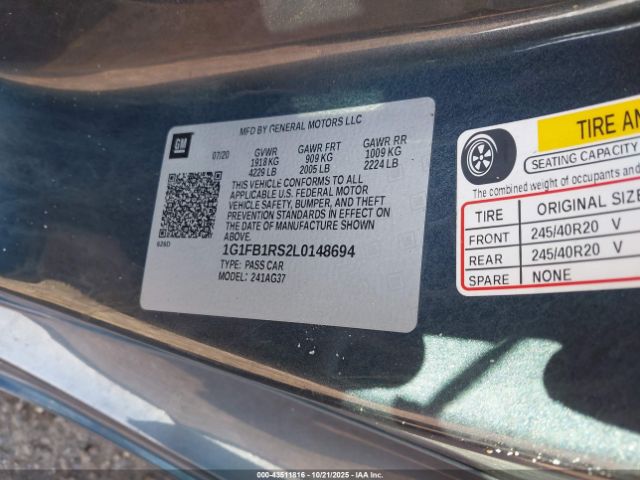 MFD BY GENERAL MOTORS LLC
GM
07/20
GVWR GAWR FRT GAWR RR
1918 KG 909 KG 1009 KG
4229 LB 2005 LB 2224 LB
THIS VEHICLE CONFORMS TO ALL
APPLICABLE U.S. FEDERAL MOTOR
VEHICLE SAFETY, BUMPER, AND THEFT
PREVENTION STANDARDS IN EFFECT ON
THE DATE OF MANUFACTURE SHOWN
ABOVE.
1G1FB1RS2L0148694
TYPE: PASS CAR
MODEL: 241AG37
TIRE AN
SEATING CAPACITY
The combined weight of occupants and
TIRE ORIGINAL SIZE
FRONT 245/40R20 V
REAR 245/40R20 V
SPARE NONE
00-43511816 - 10/21/2025 - IAAHTTPS.COM